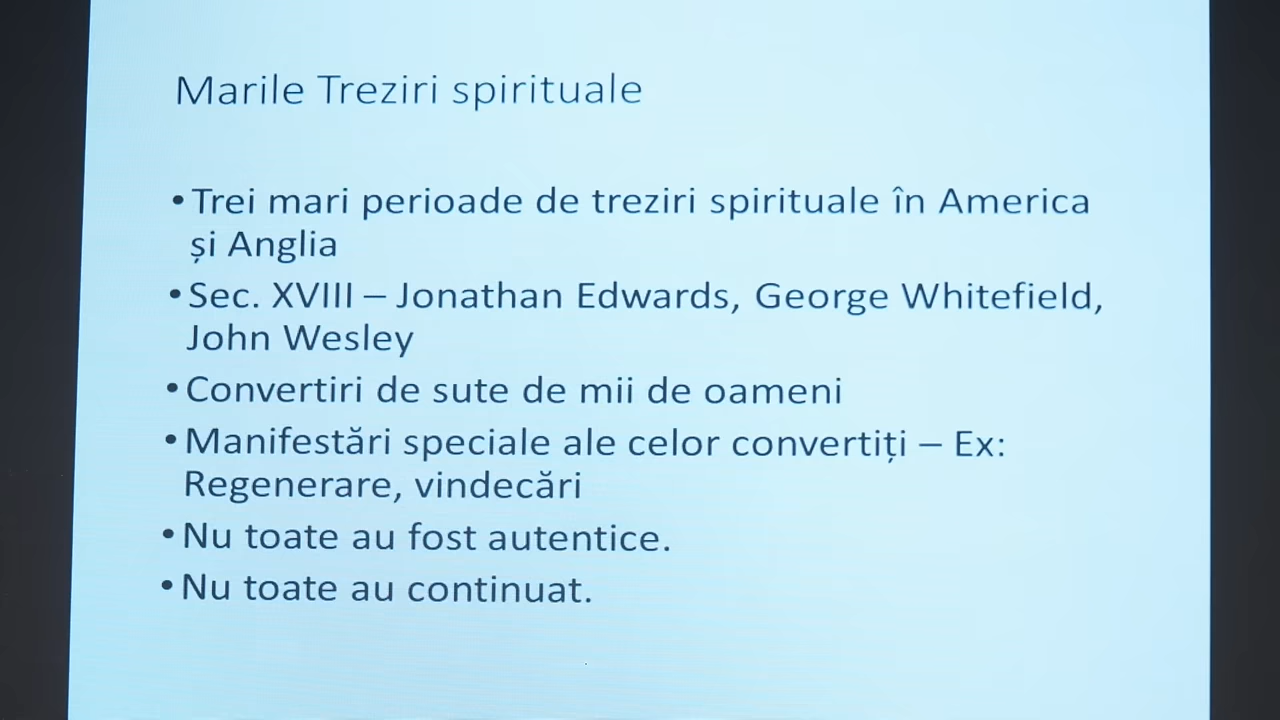 Marile Treziri spirituale
•Trei mari perioade de treziri spirituale în America
și Anglia
•Sec. XVIII – Jonathan Edwards, George Whitefield,
John Wesley
•Convertiri de sute de mii de oameni
•Manifestări speciale ale celor convertiți – Ex:
Regenerare, vindecări
•Nu toate au fost autentice.
•Nu toate au continuat.